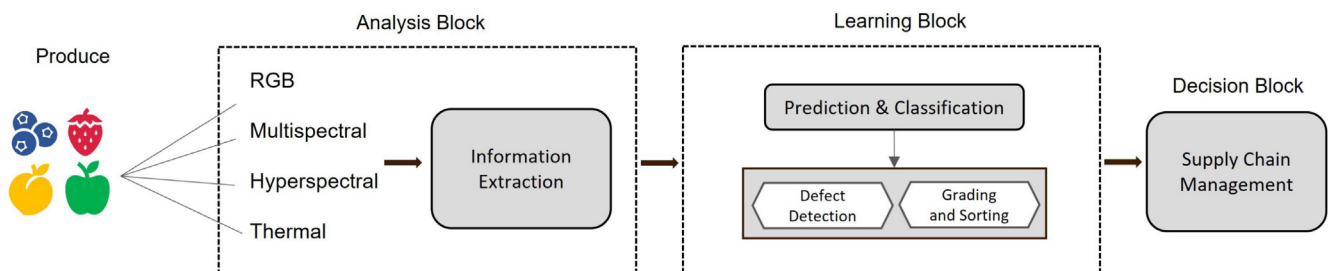 Produce
Analysis Block
RGB
Multispectral
Hyperspectral
Thermal
Information
Extraction
Learning Block
Prediction & Classification
Defect
Detection
Grading
and Sorting
Decision Block
Supply Chain
Management